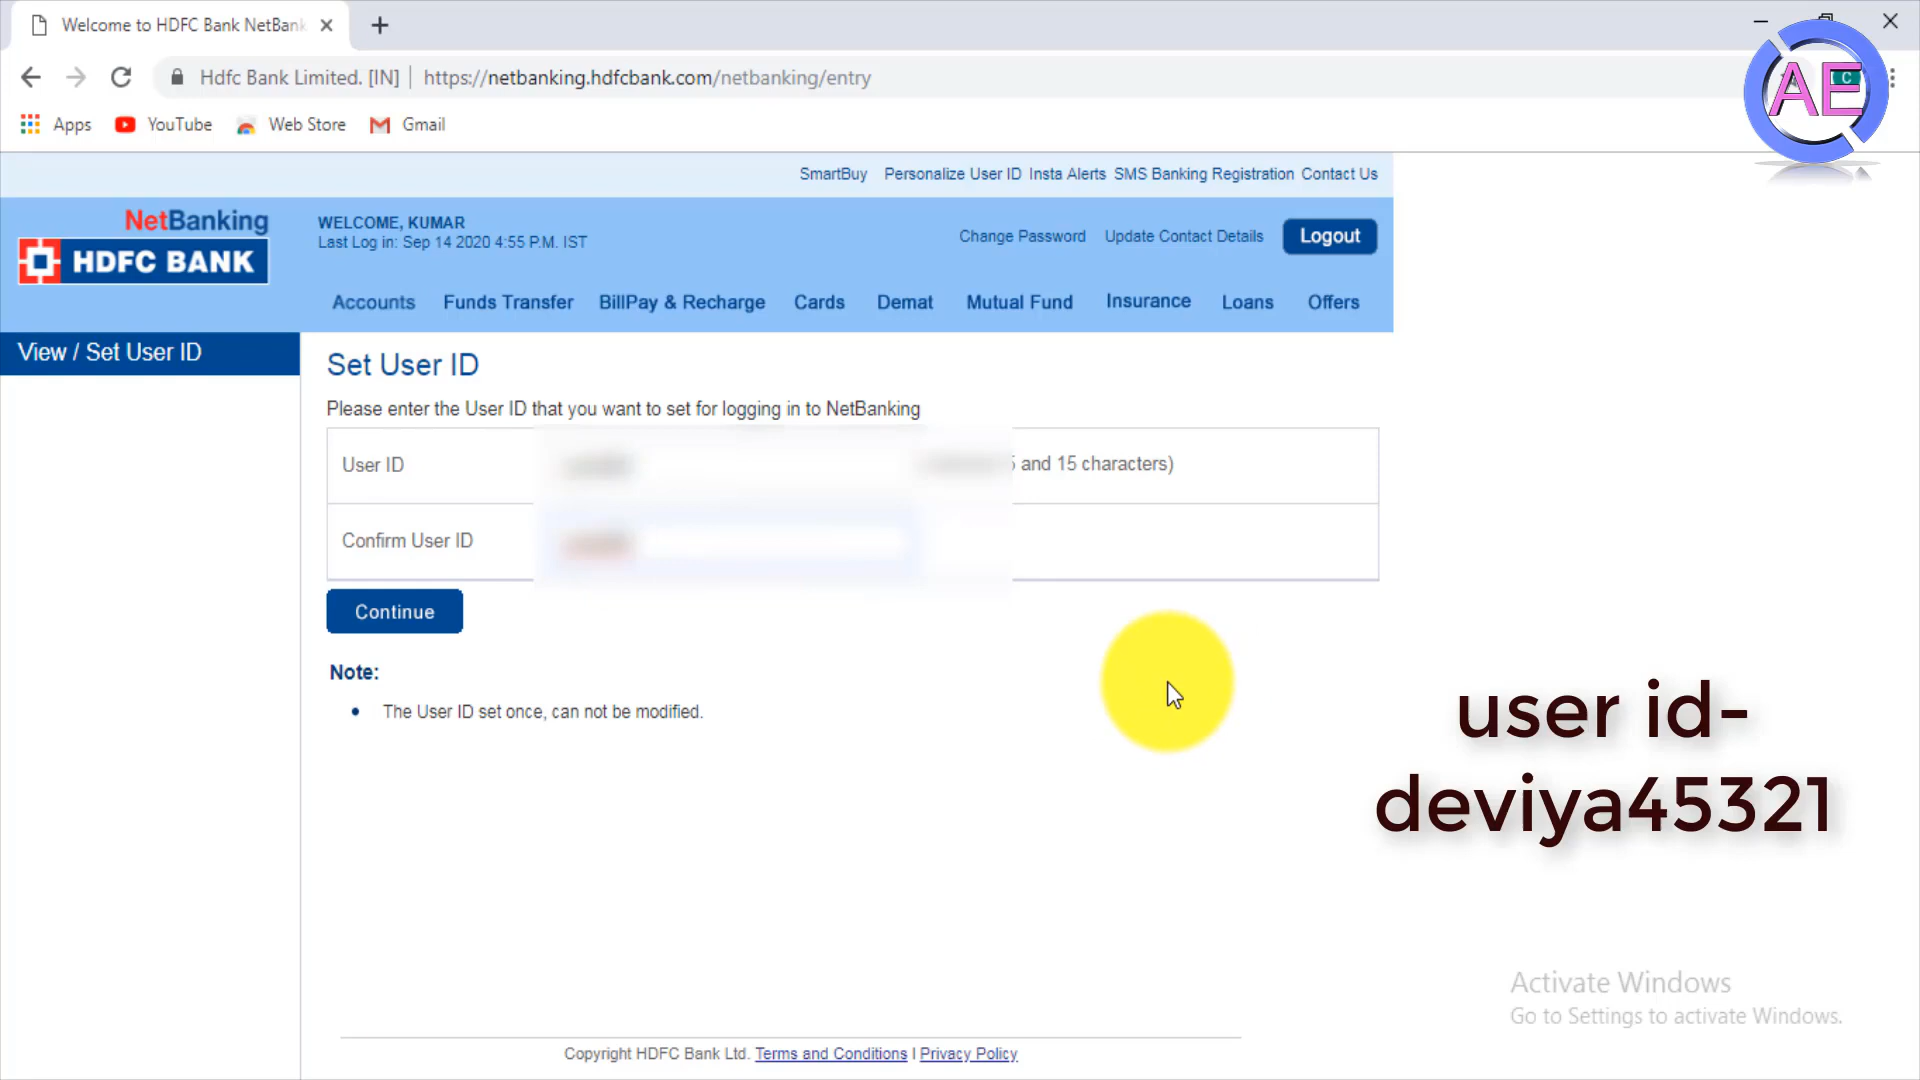 Welcome to HDFC Bank NetBank
Hdfc Bank Limited. [IN] https://netbanking.hdfcbank.com/netbanking/entry
AE
C
Apps YouTube Web Store Gmail
SmartBuy Personalize User ID Insta Alerts SMS Banking Registration Contact Us
NetBanking
HDFC BANK
WELCOME, KUMAR
Last Log in: Sep 14 2020 4:55 P.M. IST
Change Password Update Contact Details Logout
Accounts Funds Transfer BillPay & Recharge Cards Demat Mutual Fund Insurance Loans Offers
View / Set User ID
Set User ID
Please enter the User ID that you want to set for logging in to NetBanking
User ID and 15 characters)
Confirm User ID
Continue
Note:
• The User ID set once, can not be modified.
user id-
deviya45321
Activate Windows
Go to Settings to activate Windows.
Copyright HDFC Bank Ltd. Terms and Conditions I Privacy Policy